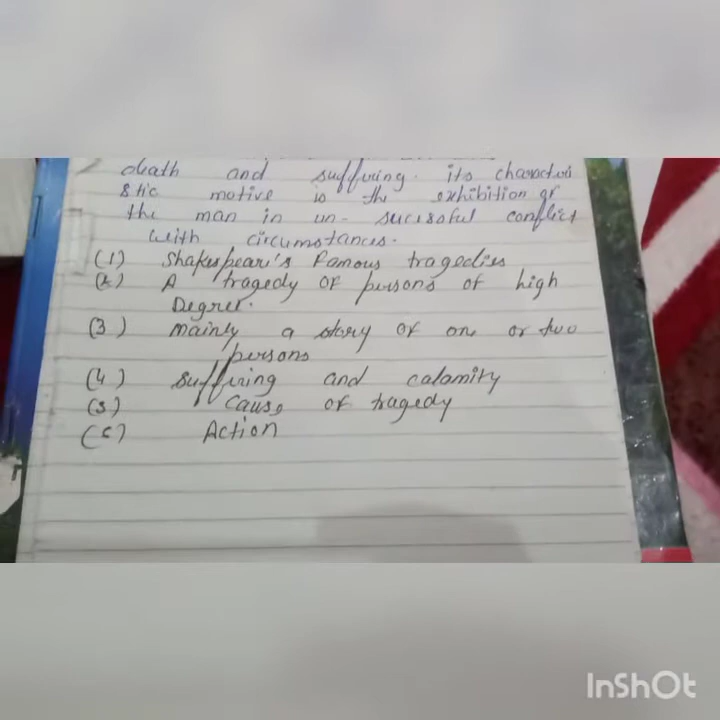 death and suffering. its charactori
stic motive is the exhibition of
the man in un- sucessful conflict
with circumstances.
(1) Shakespear's Famous tragedies
(2) A tragedy of persons of high
Degree.
(3) mainly a story of one or two
persons
(4) suffering and calamity
(5) Cause of tragedy
(6) Action
InShOt